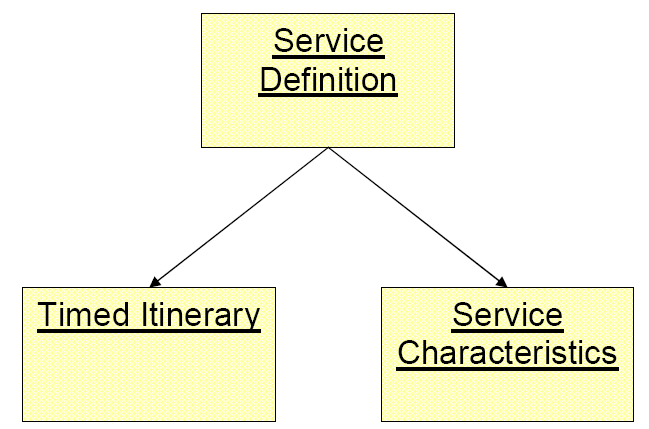 Service
Definition
Timed Itinerary
Service
Characteristics